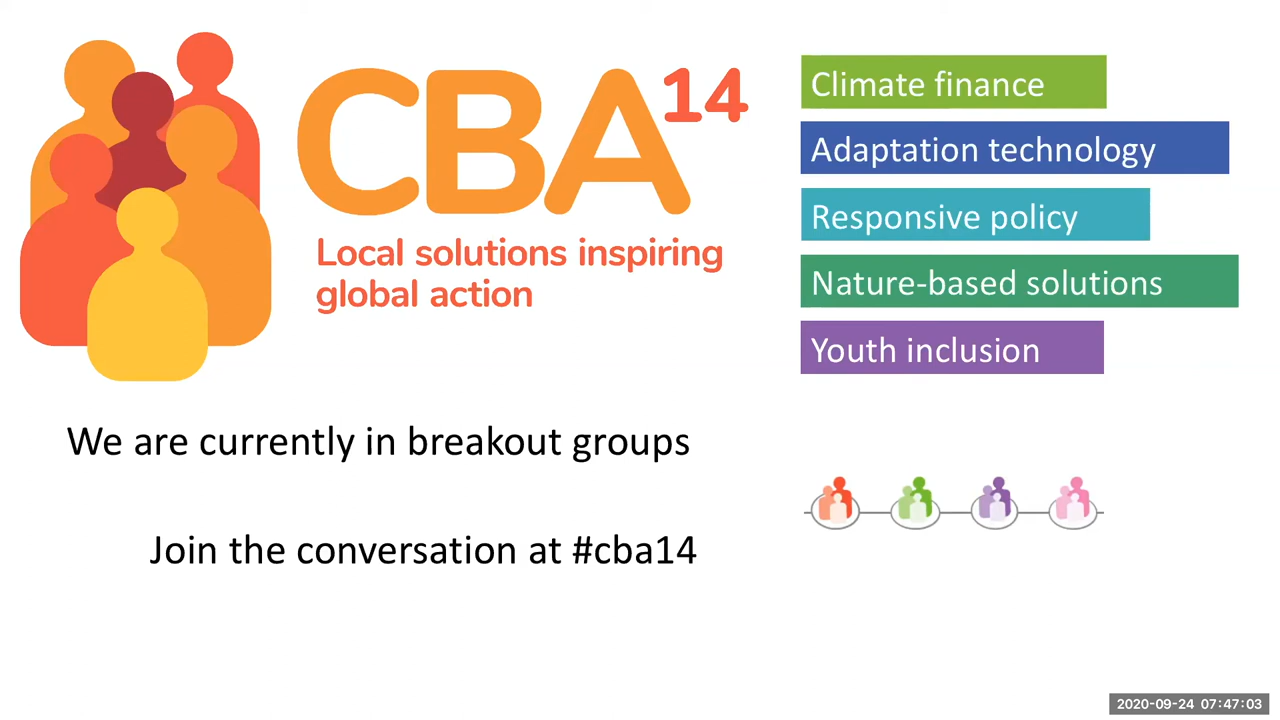 CBA14
Local solutions inspiring
global action
Climate finance
Adaptation technology
Responsive policy
Nature-based solutions
Youth inclusion
We are currently in breakout groups
Join the conversation at #cba14
2020-09-24 07:47:03